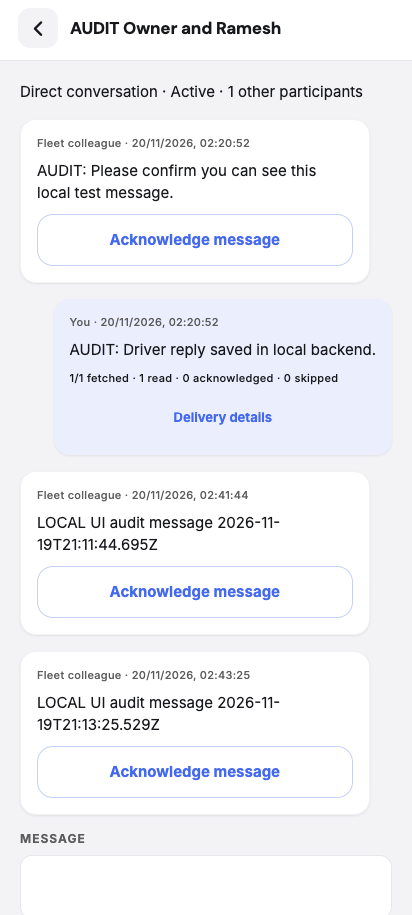 AUDIT Owner and Ramesh
Direct conversation · Active · 1 other participants
Fleet colleague · 20/11/2026, 02:20:52
AUDIT: Please confirm you can see this
local test message.
Acknowledge message
You · 20/11/2026, 02:20:52
AUDIT: Driver reply saved in local backend.
1/1 fetched · 1 read · 0 acknowledged · 0 skipped
Delivery details
Fleet colleague · 20/11/2026, 02:41:44
LOCAL UI audit message 2026-11-
19T21:11:44.695Z
Acknowledge message
Fleet colleague · 20/11/2026, 02:43:25
LOCAL UI audit message 2026-11-
19T21:13:25.529Z
Acknowledge message
MESSAGE